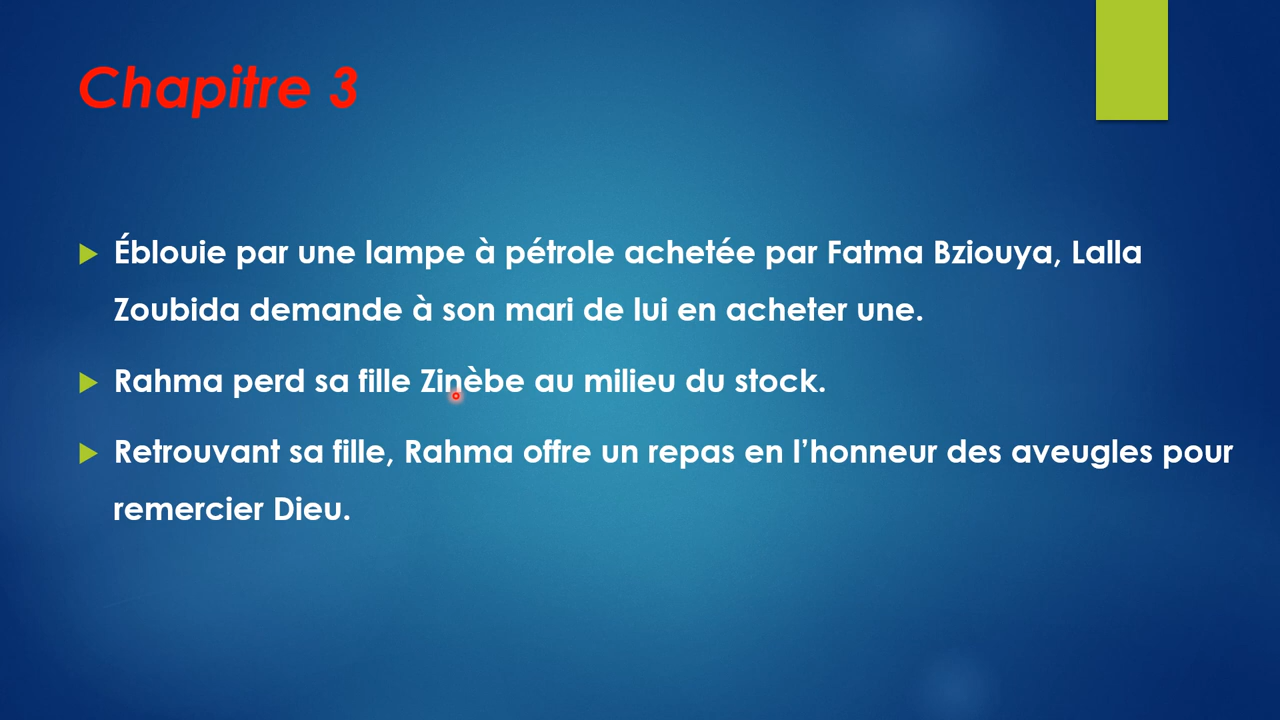 Chapitre 3
Éblouie par une lampe à pétrole achetée par Fatma Bziouya, Lalla
Zoubida demande à son mari de lui en acheter une.
Rahma perd sa fille Zinèbe au milieu du stock.
Retrouvant sa fille, Rahma offre un repas en l’honneur des aveugles pour
remercier Dieu.